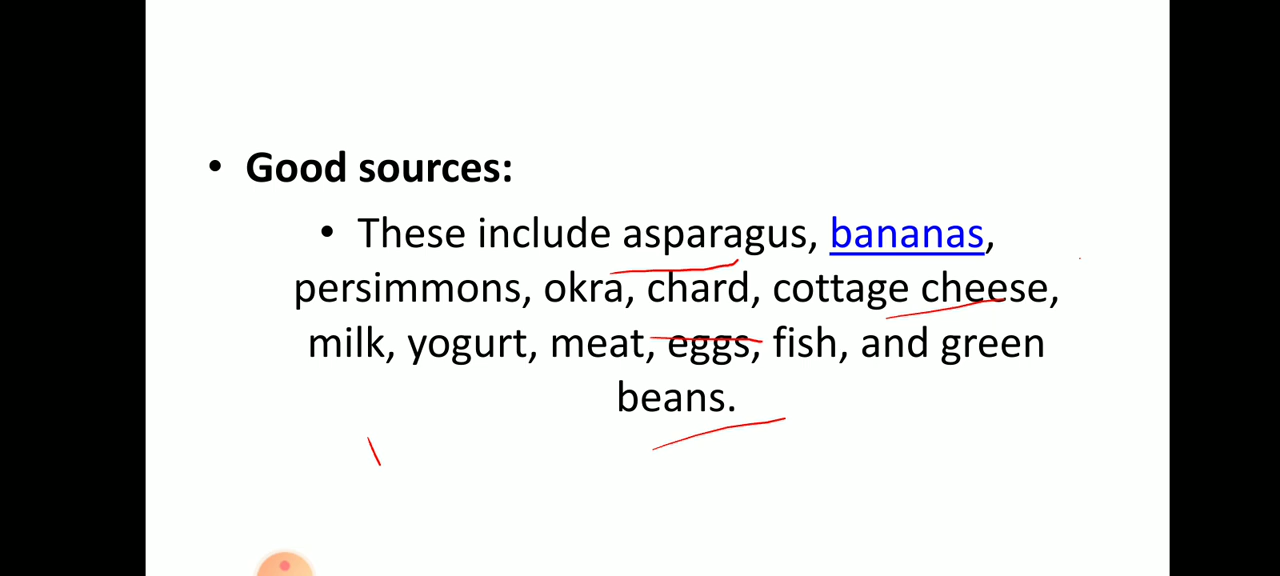 • Good sources:
• These include asparagus, bananas,
persimmons, okra, chard, cottage cheese,
milk, yogurt, meat, eggs, fish, and green
beans.